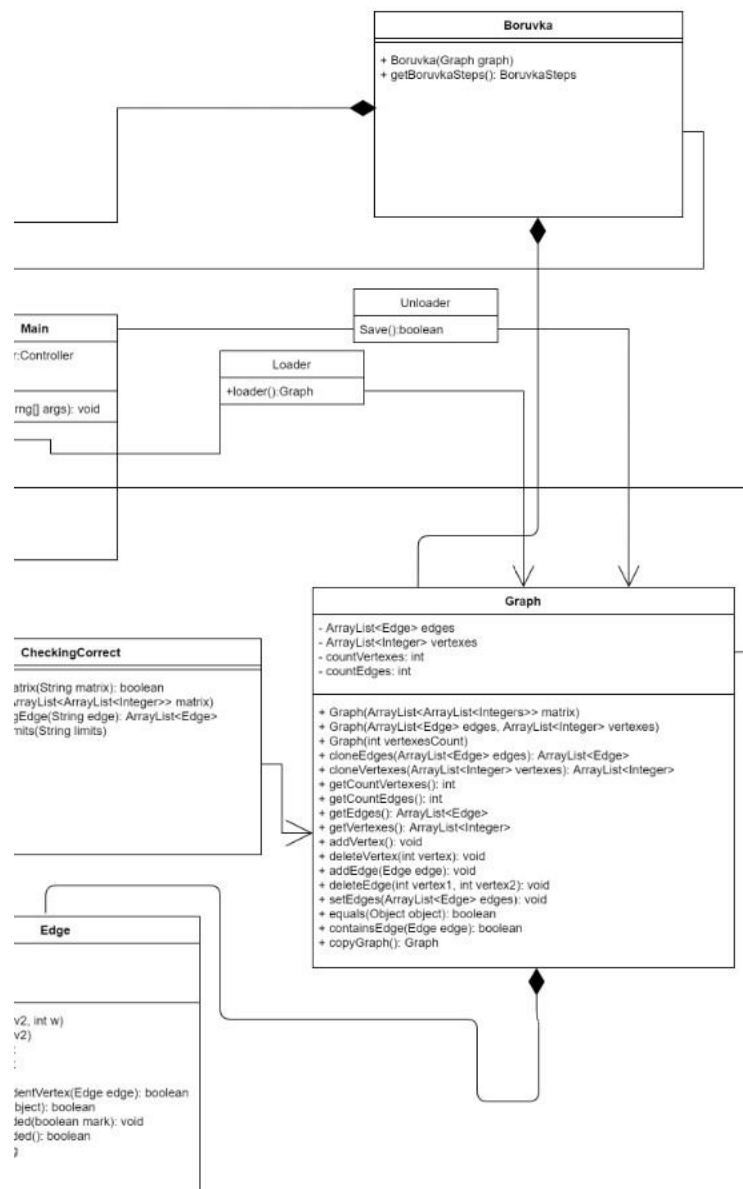 Boruvka
+ Boruvka(Graph graph)
+ getBoruvkaSteps(): BoruvkaSteps
Unloader
Save():boolean
Main
r:Controller
rng[] args): void
Loader
+loader():Graph
Graph
- ArrayList<Edge> edges
- ArrayList<Integer> vertexes
- countVertexes: int
- countEdges: int
+ Graph(ArrayList<ArrayList<Integers>> matrix)
+ Graph(ArrayList<Edge> edges, ArrayList<Integer> vertexes)
+ Graph(int vertexesCount)
+ cloneEdges(ArrayList<Edge> edges): ArrayList<Edge>
+ cloneVertexes(ArrayList<Integer> vertexes): ArrayList<Integer>
+ getCountVertexes(): int
+ getCountEdges(): int
+ getEdges(): ArrayList<Edge>
+ getVertexes(): ArrayList<Integer>
+ addVertex(): void
+ deleteVertex(int vertex): void
+ addEdge(Edge edge): void
+ deleteEdge(int vertex1, int vertex2): void
+ setEdges(ArrayList<Edge> edges): void
+ equals(Object object): boolean
+ containsEdge(Edge edge): boolean
+ copyGraph(): Graph
CheckingCorrect
atrix(String matrix): boolean
ArrayList<ArrayList<Integer>> matrix)
gEdge(String edge): ArrayList<Edge>
mits(String limits)
Edge
v2, int w)
v2)
dentVertex(Edge edge): boolean
bject): boolean
ded(boolean mark): void
ded(): boolean
g